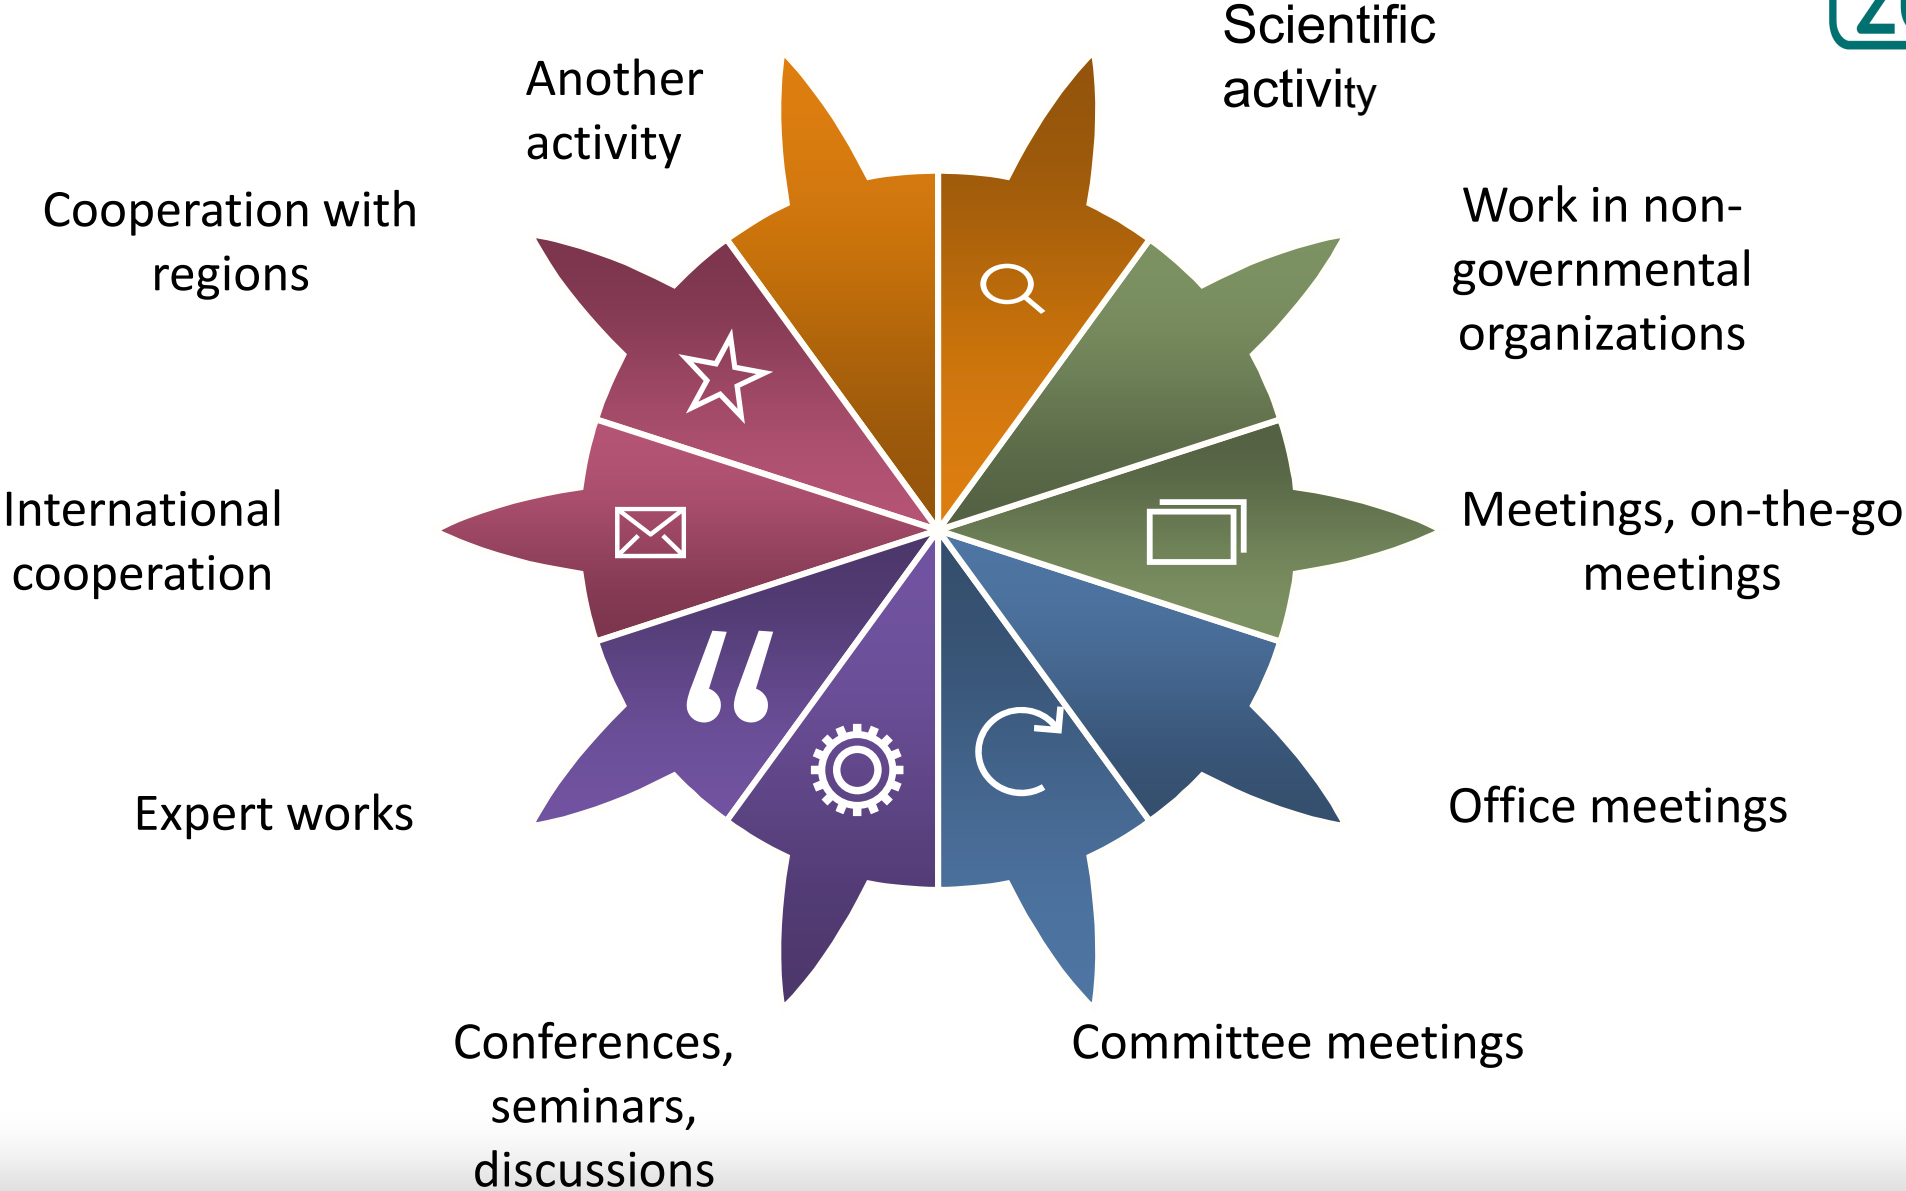 Scientific
activity
Another
activity
Work in non-
governmental
organizations
Cooperation with
regions
Meetings, on-the-go
meetings
International
cooperation
Office meetings
Expert works
Committee meetings
Conferences,
seminars,
discussions